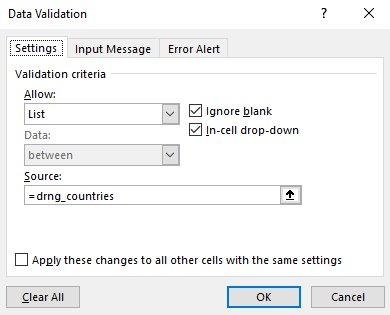 Data Validation ? ×
Settings Input Message Error Alert
Validation criteria
Allow:
List
Ignore blank
Data:
In-cell drop-down
between
Source:
=drng_countries
Apply these changes to all other cells with the same settings
Clear All OK Cancel